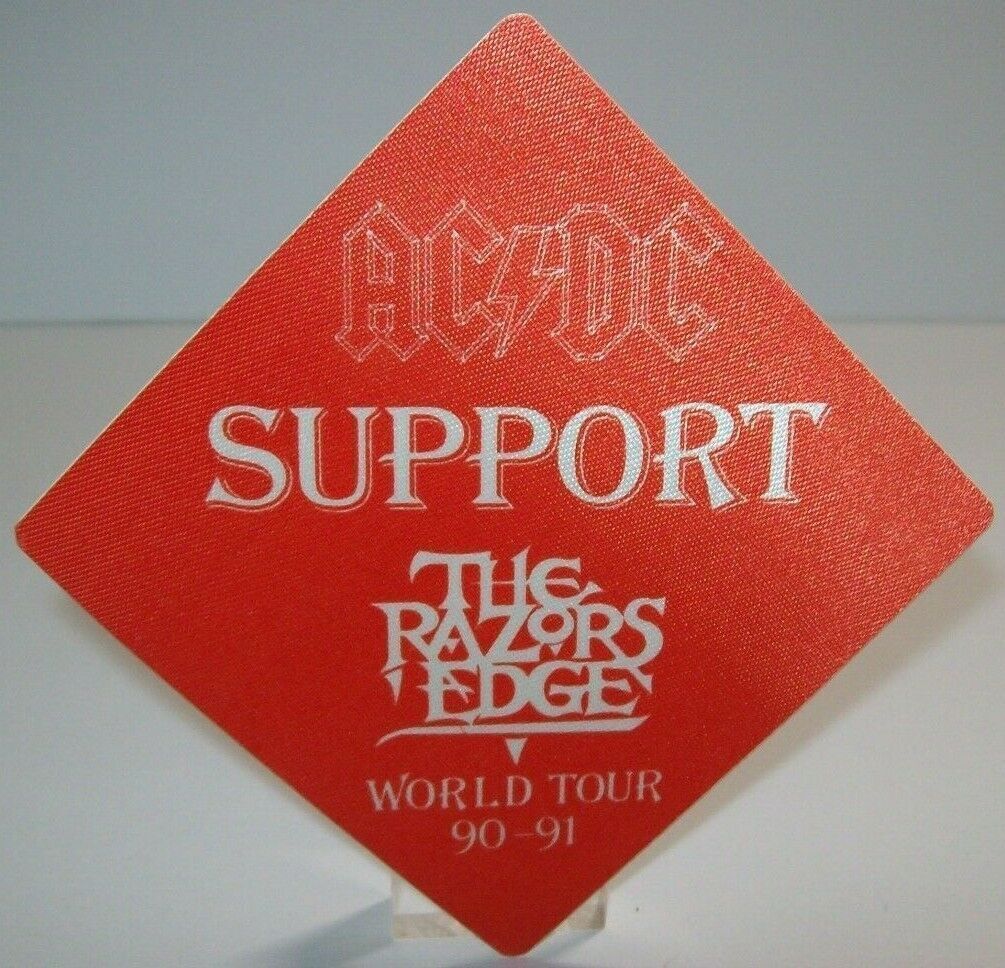 AC/DC
SUPPORT
THE
RAZORS
EDGE
WORLD TOUR
90-91